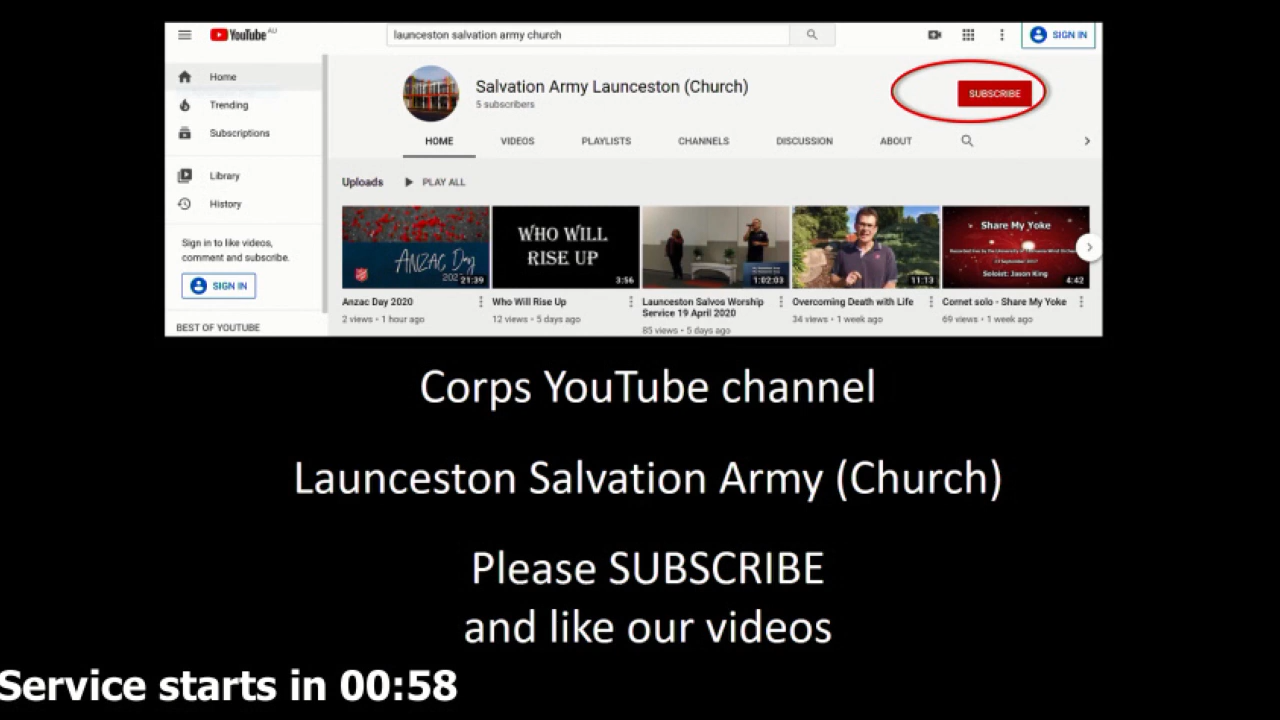 YouTube AU
launceston salvation army church
SIGN IN
Home
Trending
Subscriptions
Library
History
Sign in to like videos,
comment and subscribe.
SIGN IN
BEST OF YOUTUBE
Salvation Army Launceston (Church)
5 subscribers
SUBSCRIBE
HOME VIDEOS PLAYLISTS CHANNELS DISCUSSION ABOUT
Uploads PLAY ALL
ANZAC Day
21:39
Anzac Day 2020
2 views • 1 hour ago
WHO WILL
RISE UP
3:56
Who Will Rise Up
12 views • 5 days ago
1:02:03
Launceston Salvos Worship
Service 19 April 2020
85 views • 5 days ago
11:13
Overcoming Death with Life
34 views • 1 week ago
Share My Yoke
Soloist: Jason King
4:42
Cornet solo - Share My Yoke
69 views • 1 week ago
Corps YouTube channel
Launceston Salvation Army (Church)
Please SUBSCRIBE
and like our videos
Service starts in 00:58